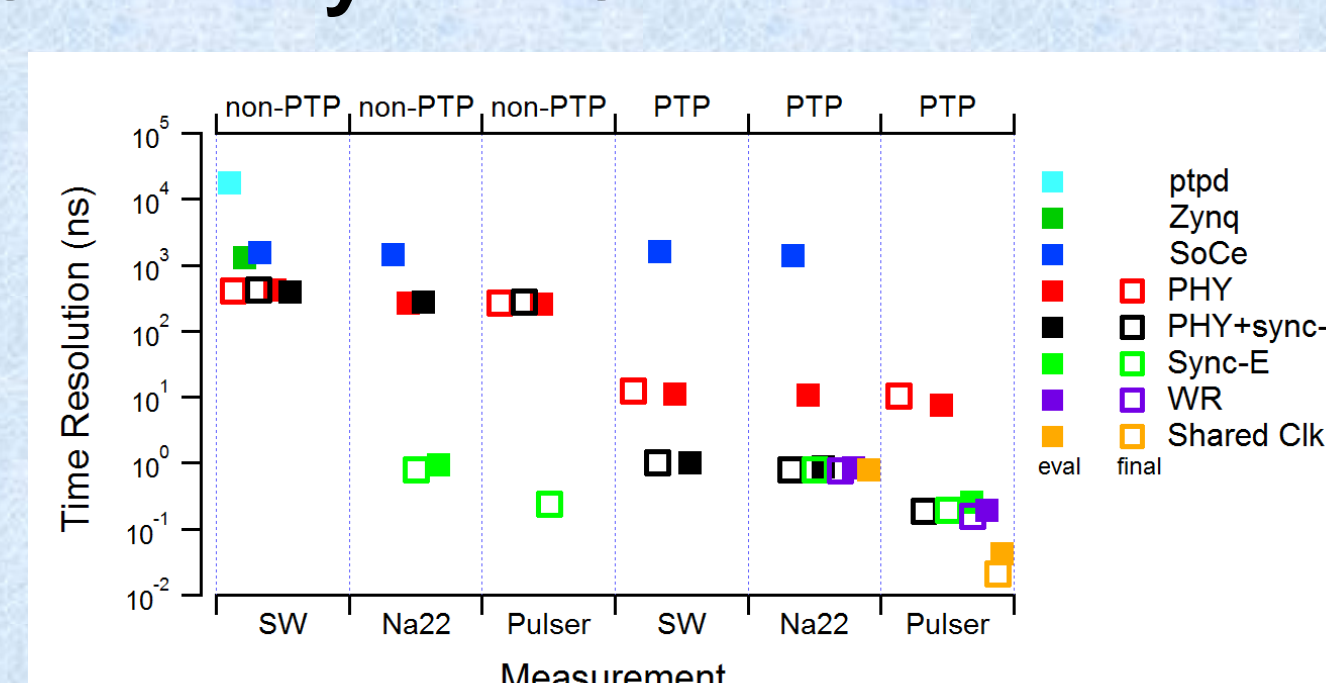 non-PTP non-PTP non-PTP PTP PTP PTP
10^5
10^4
10^3
10^2
10^1
10^0
10^-1
10^-2
Time Resolution (ns)
SW Na22 Pulser SW Na22 Pulser
Measurement
ptpd
Zynq
SoCe
PHY
PHY+sync-
Sync-E
WR
Shared Clk
eval final